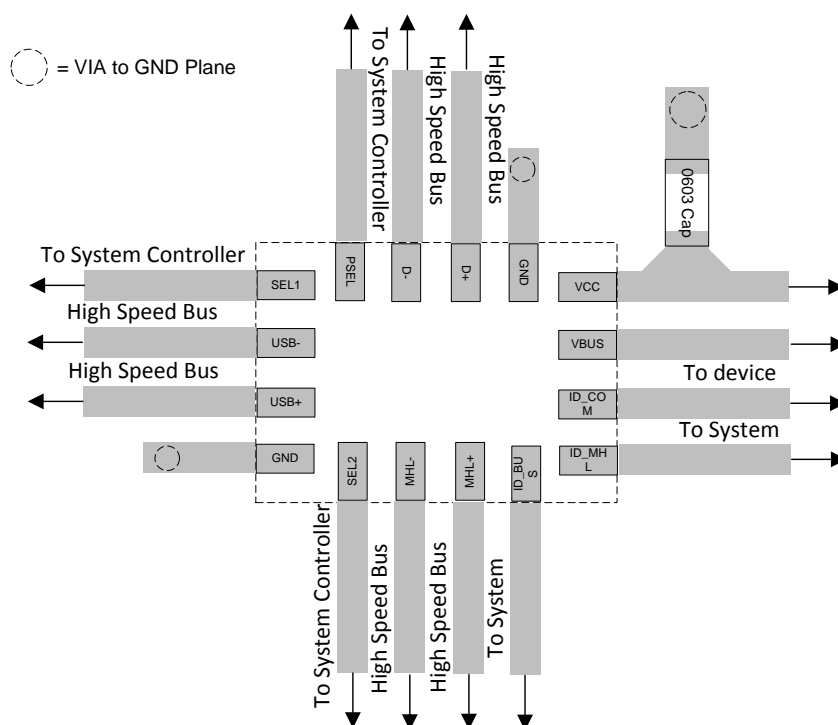 = VIA to GND Plane
To System Controller
High Speed Bus
High Speed Bus
0603 Cap
PSEL
D-
D+
GND
To System Controller
SEL1
VCC
High Speed Bus
USB-
VBUS
High Speed Bus
USB+
To device
ID_CO
M
To System
GND
ID_MH
L
SEL2
MHL-
MHL+
ID_BU
S
To System Controller
High Speed Bus
High Speed Bus
To System